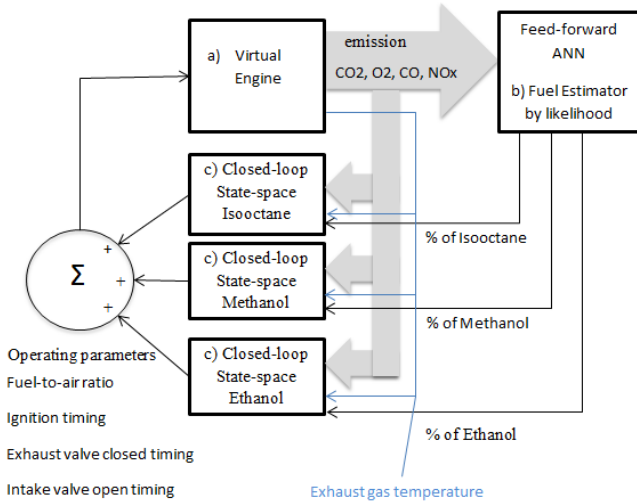 a) Virtual
Engine
emission
CO2, O2, CO, NOx
Feed-forward
ANN
b) Fuel Estimator
by likelihood
c) Closed-loop
State-space
Isooctane
% of Isooctane
c) Closed-loop
State-space
Methanol
% of Methanol
c) Closed-loop
State-space
Ethanol
% of Ethanol
+
+
+
Σ
Operating parameters
Fuel-to-air ratio
Ignition timing
Exhaust valve closed timing
Intake valve open timing
Exhaust gas temperature